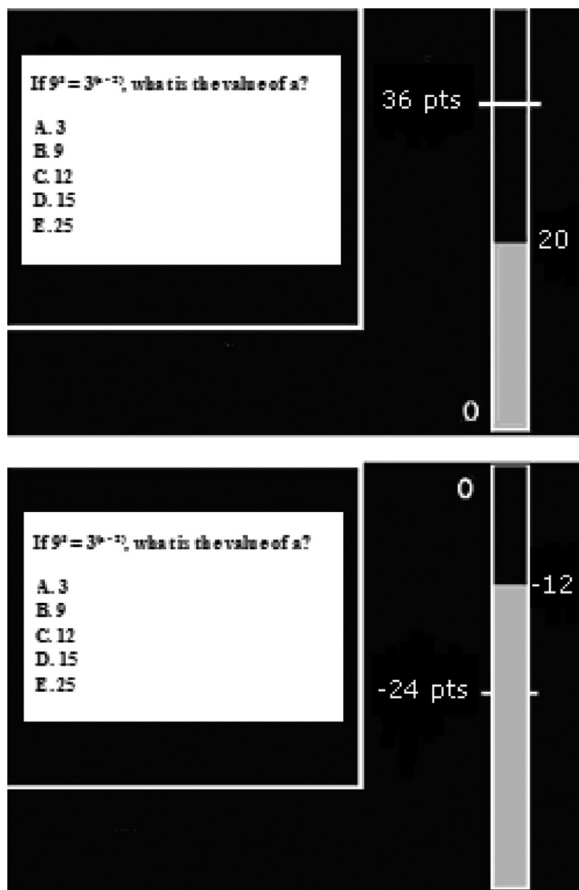 If 9ª = 3⁽ᵃ ⁻ ²⁾, what is the value of a?
A. 3
B. 9
C. 12
D. 15
E. 25
36 pts
20
0
If 9ª = 3⁽ᵃ ⁻ ²⁾, what is the value of a?
A. 3
B. 9
C. 12
D. 15
E. 25
0
-12
-24 pts